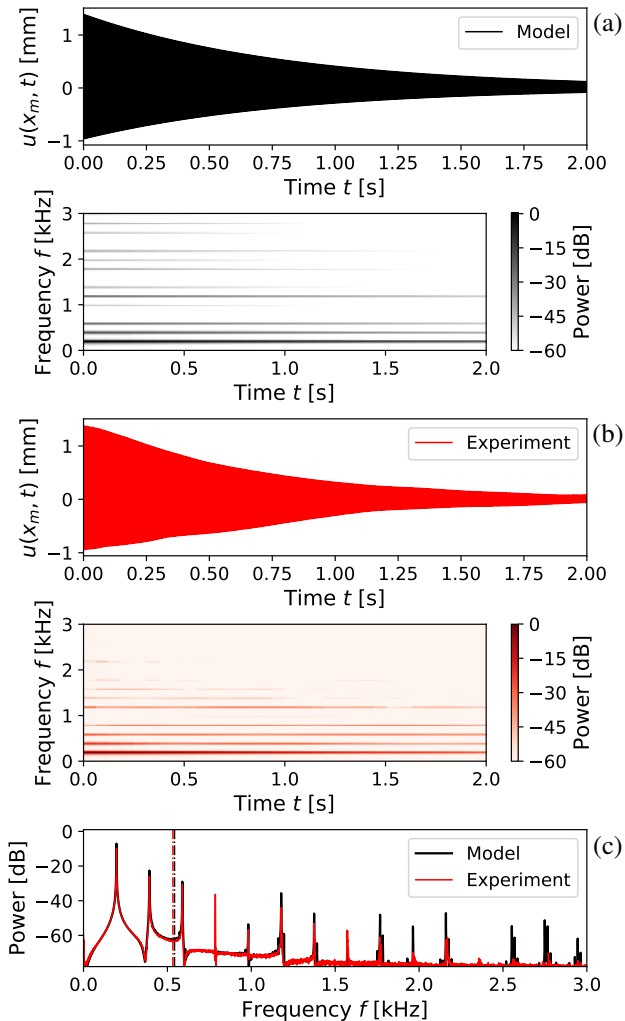 (a)
Model
u(x_m, t) [mm]
1
0
−1
0.00 0.25 0.50 0.75 1.00 1.25 1.50 1.75 2.00
Time t [s]
Frequency f [kHz]
3
2
1
0
0.0 0.5 1.0 1.5 2.0
Time t [s]
0
−15
−30
−45
−60
Power [dB]
(b)
Experiment
u(x_m, t) [mm]
1
0
−1
0.00 0.25 0.50 0.75 1.00 1.25 1.50 1.75 2.00
Time t [s]
Frequency f [kHz]
3
2
1
0
0.0 0.5 1.0 1.5 2.0
Time t [s]
0
−15
−30
−45
−60
Power [dB]
(c)
Model
Experiment
Power [dB]
0
−20
−40
−60
0.0 0.5 1.0 1.5 2.0 2.5 3.0
Frequency f [kHz]